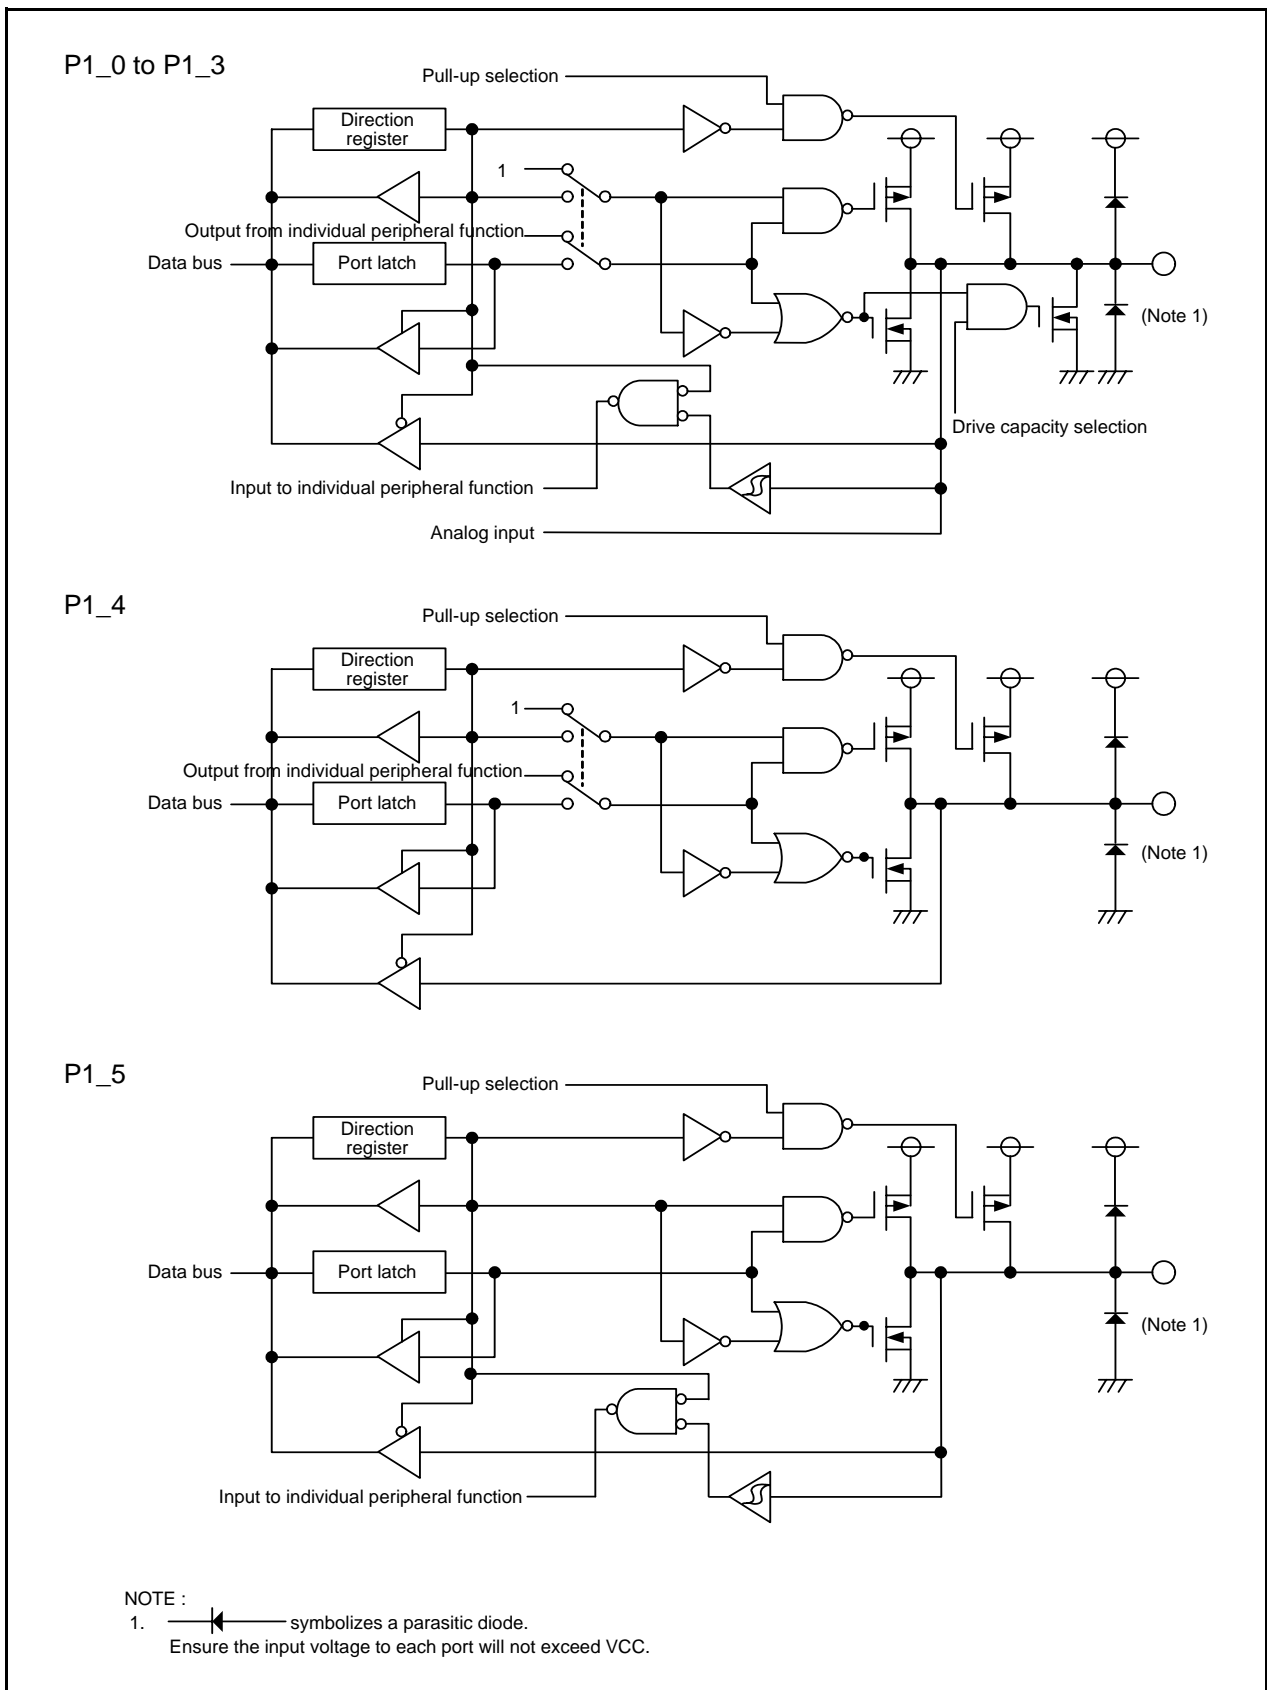 P1_0 to P1_3
Pull-up selection
Direction
register
1
Output from individual peripheral function
Data bus
Port latch
(Note 1)
Drive capacity selection
Input to individual peripheral function
Analog input
P1_4
Pull-up selection
Direction
register
1
Output from individual peripheral function
Data bus
Port latch
(Note 1)
P1_5
Pull-up selection
Direction
register
Data bus
Port latch
(Note 1)
Input to individual peripheral function
NOTE :
1. symbolizes a parasitic diode.
Ensure the input voltage to each port will not exceed VCC.